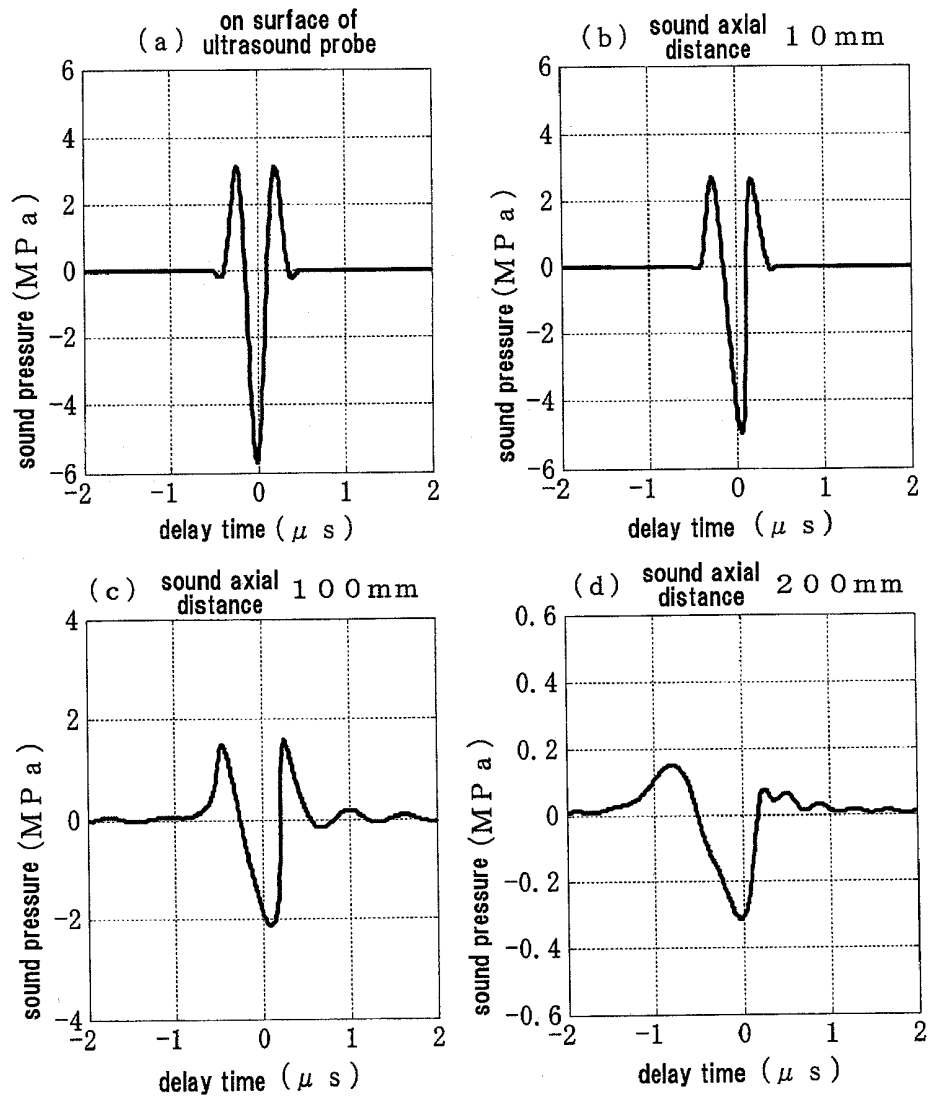 (a) on surface of
ultrasound probe
6
4
2
0
-2
-4
-6
-2
-1
0
1
2
sound pressure (MPa)
delay time (μs)
(b) sound axial
distance 10mm
6
4
2
0
-2
-4
-6
-2
-1
0
1
2
sound pressure (MPa)
delay time (μs)
(c) sound axial
distance 100mm
4
2
0
-2
-4
-2
-1
0
1
2
sound pressure (MPa)
delay time (μs)
(d) sound axial
distance 200mm
0.6
0.4
0.2
0
-0.2
-0.4
-0.6
-2
-1
0
1
2
sound pressure (MPa)
delay time (μs)